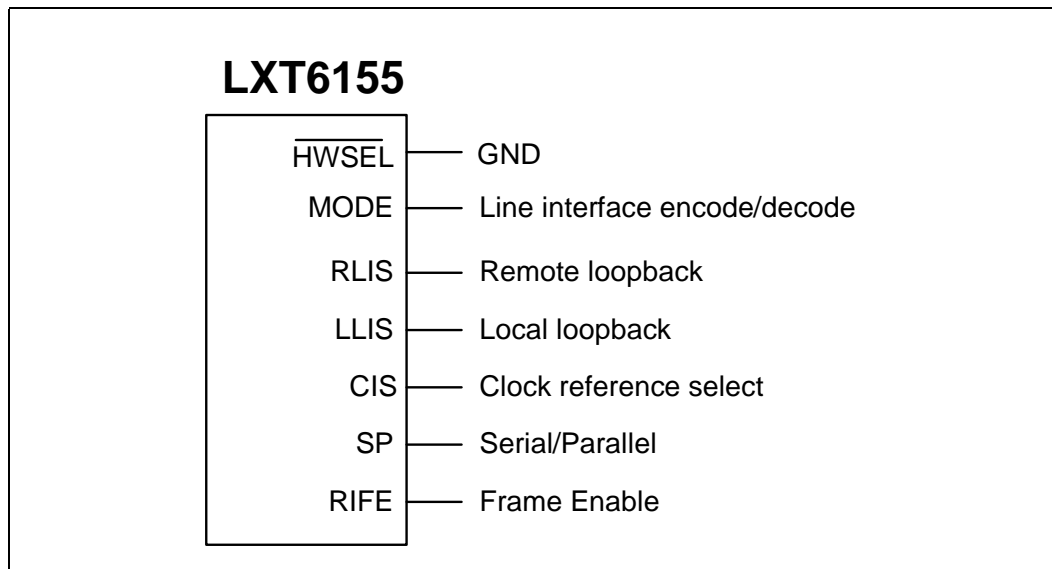 LXT6155
HWSEL GND
MODE Line interface encode/decode
RLIS Remote loopback
LLIS Local loopback
CIS Clock reference select
SP Serial/Parallel
RIFE Frame Enable